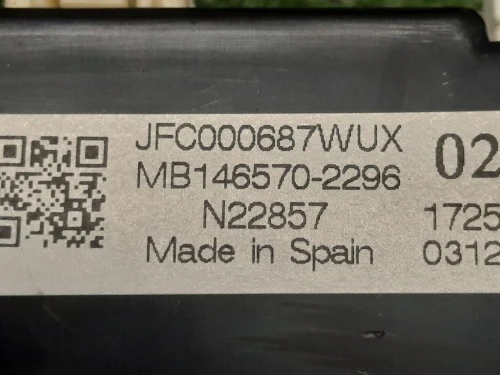 JFC000687WUX 02
MB146570-2296
N22857 1725
Made in Spain 0312